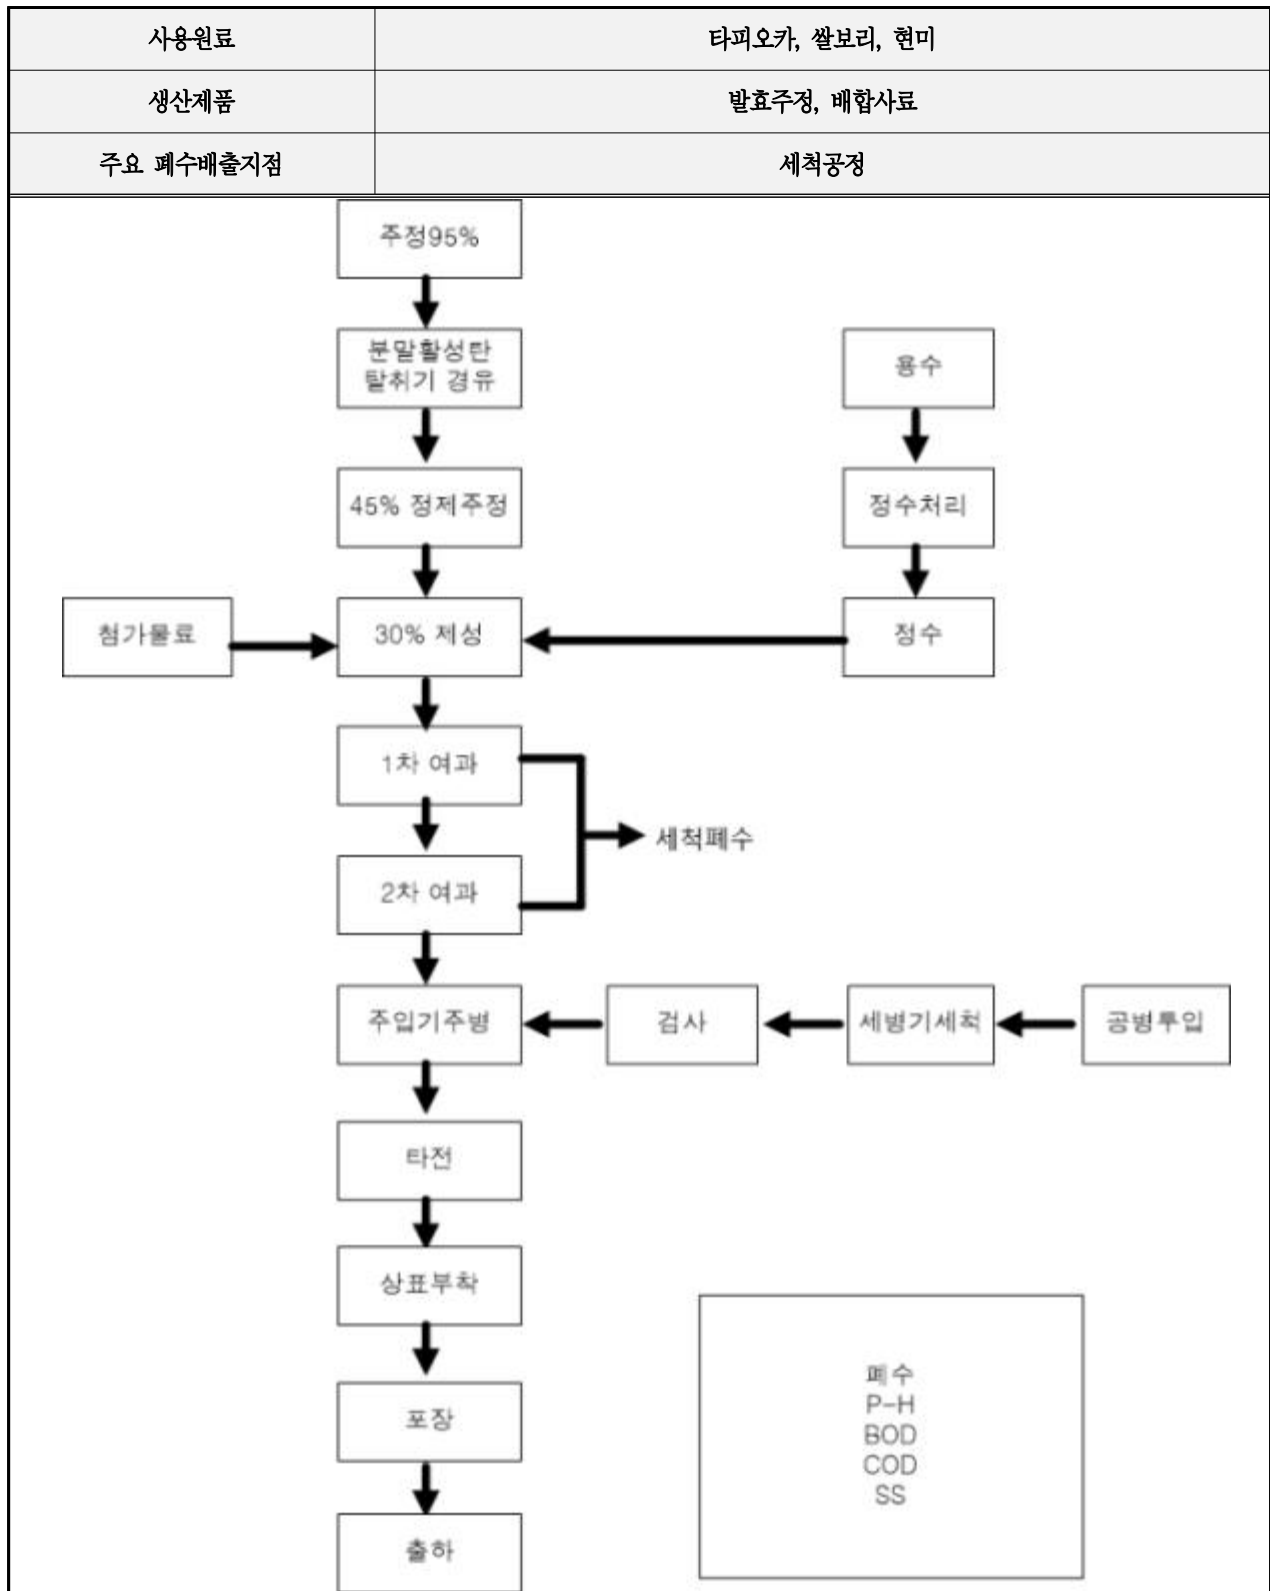 사용원료
타피오카, 쌀보리, 현미
생산제품
발효주정, 배합사료
주요 폐수배출지점
세척공정
주정95%
분말활성탄
탈취기 경유
용수
45% 정제주정
정수처리
첨가물료
30% 제성
정수
1차 여과
세척폐수
2차 여과
주입기주병
검사
세병기세척
공병투입
타전
상표부착
포장
출하
폐수
P-H
BOD
COD
SS